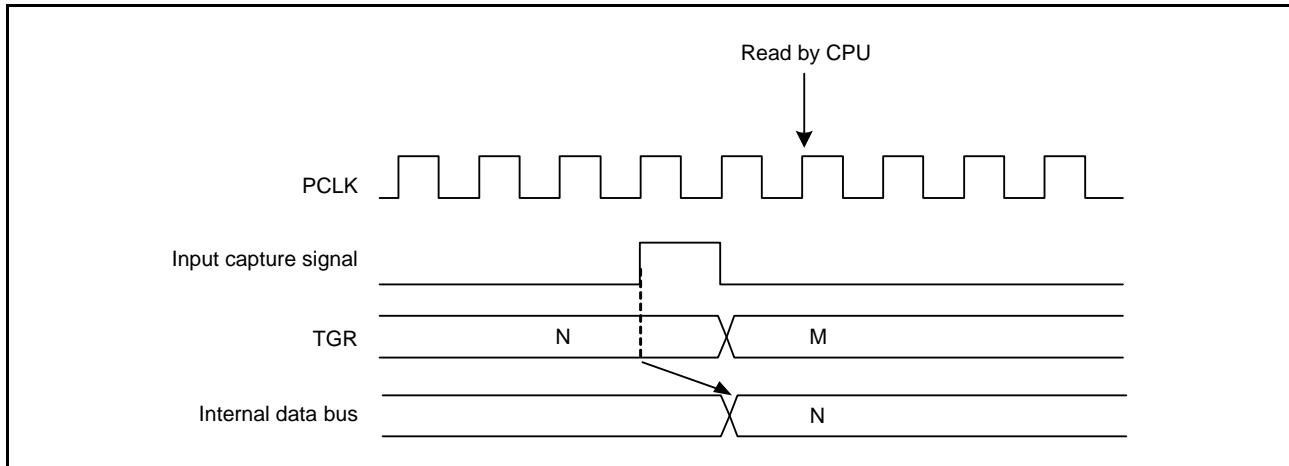 Read by CPU
PCLK
Input capture signal
TGR
N
M
Internal data bus
N